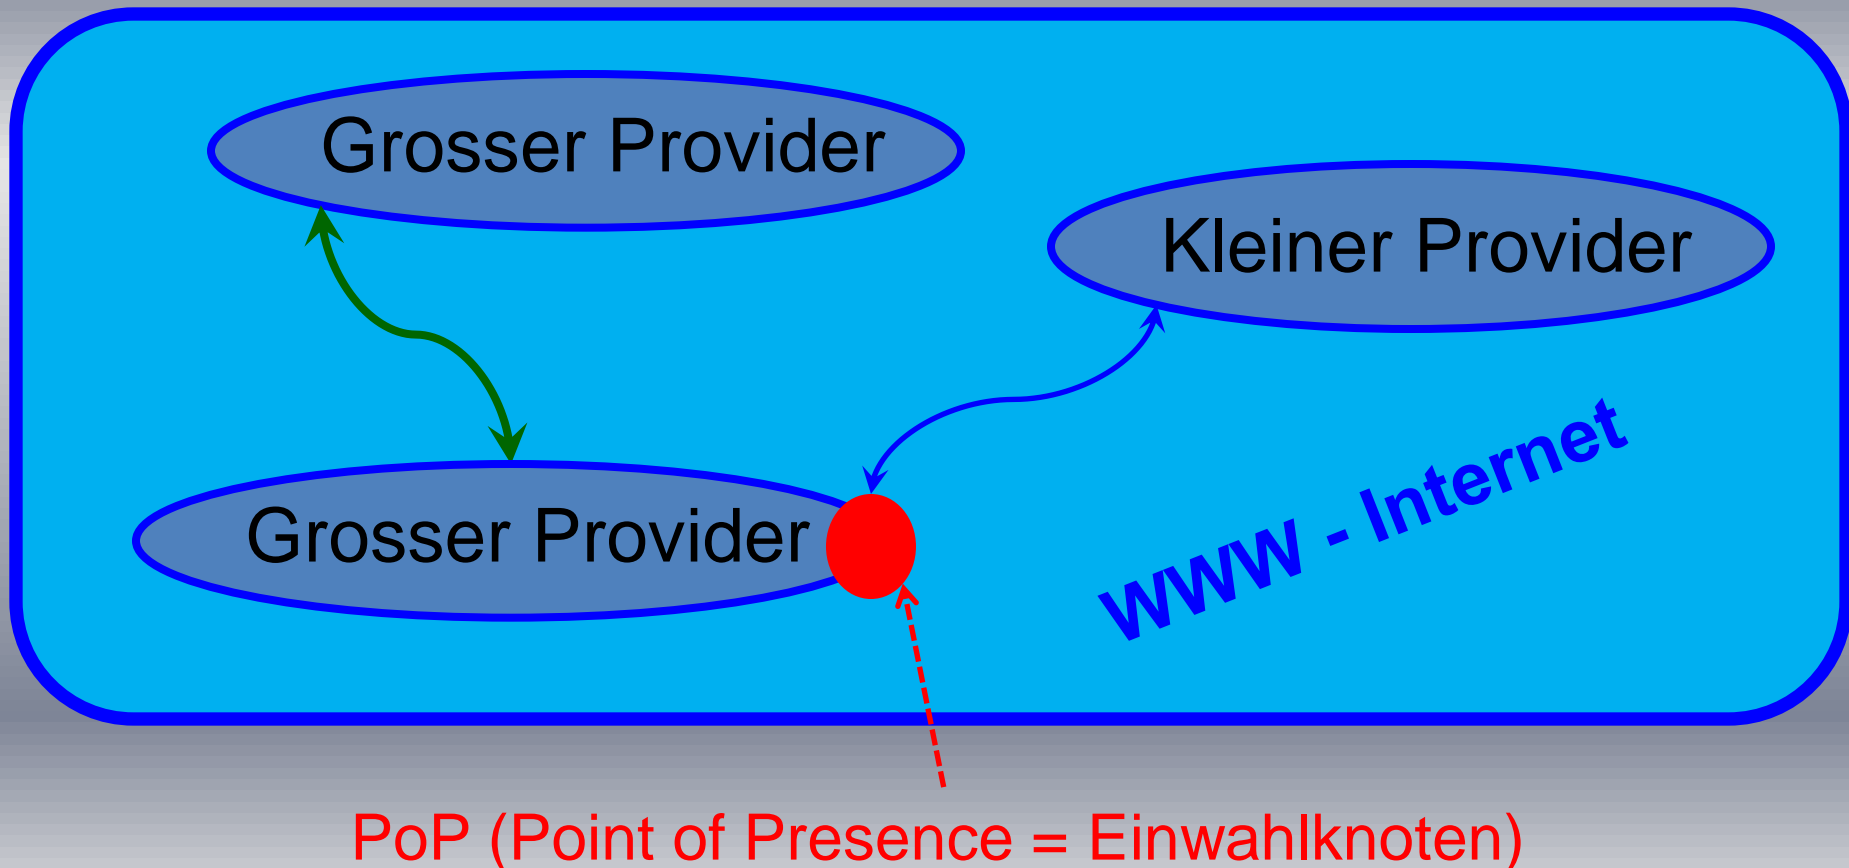 Grosser Provider
Kleiner Provider
Grosser Provider
WWW - Internet
PoP (Point of Presence = Einwahlknoten)